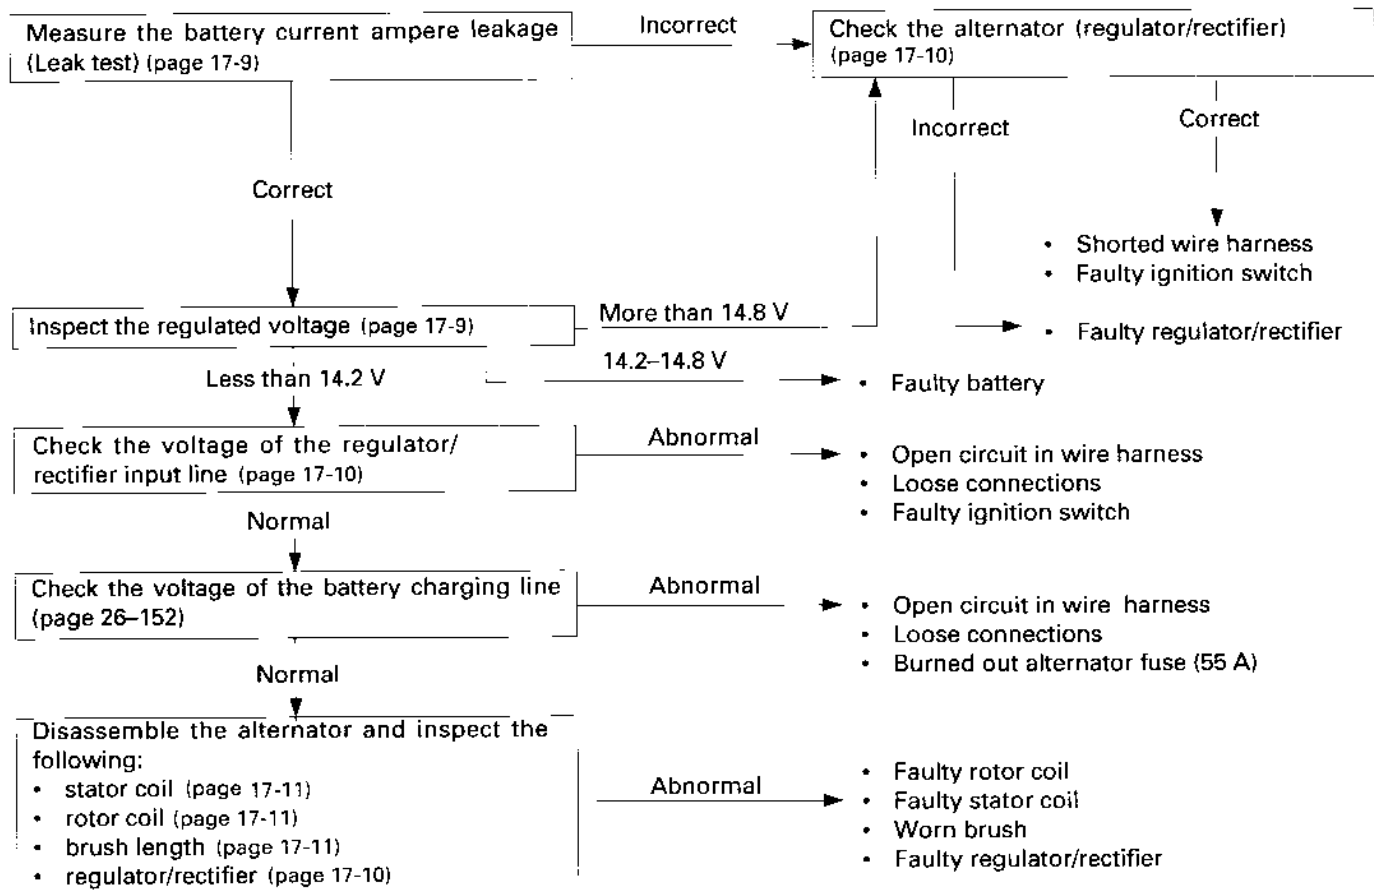 Measure the battery current ampere leakage
(Leak test) (page 17-9)
Incorrect
Check the alternator (regulator/rectifier)
(page 17-10)
Incorrect
Correct
Correct
• Shorted wire harness
• Faulty ignition switch
Inspect the regulated voltage (page 17-9)
More than 14.8 V
• Faulty regulator/rectifier
14.2–14.8 V
Less than 14.2 V
• Faulty battery
Check the voltage of the regulator/
rectifier input line (page 17-10)
Abnormal
• Open circuit in wire harness
• Loose connections
• Faulty ignition switch
Normal
Check the voltage of the battery charging line
(page 26–152)
Abnormal
• Open circuit in wire harness
• Loose connections
• Burned out alternator fuse (55 A)
Normal
Disassemble the alternator and inspect the
following:
• stator coil (page 17-11)
• rotor coil (page 17-11)
• brush length (page 17-11)
• regulator/rectifier (page 17-10)
Abnormal
• Faulty rotor coil
• Faulty stator coil
• Worn brush
• Faulty regulator/rectifier